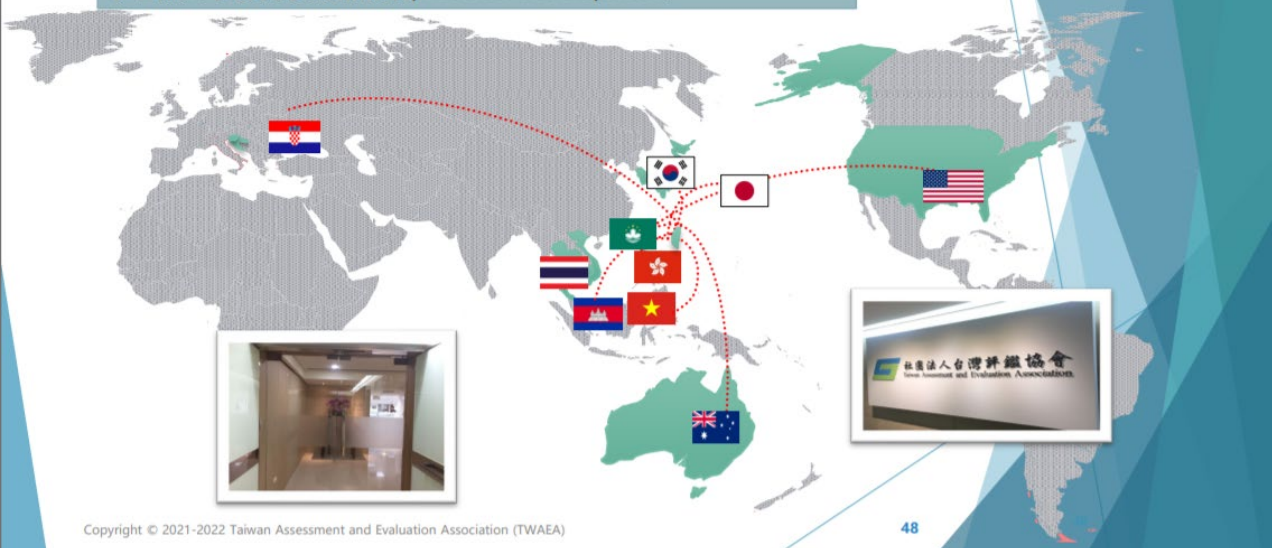 社團法人台灣評鑑協會
Taiwan Assessment and Evaluation Association
Copyright © 2021-2022 Taiwan Assessment and Evaluation Association (TWAEA)
48